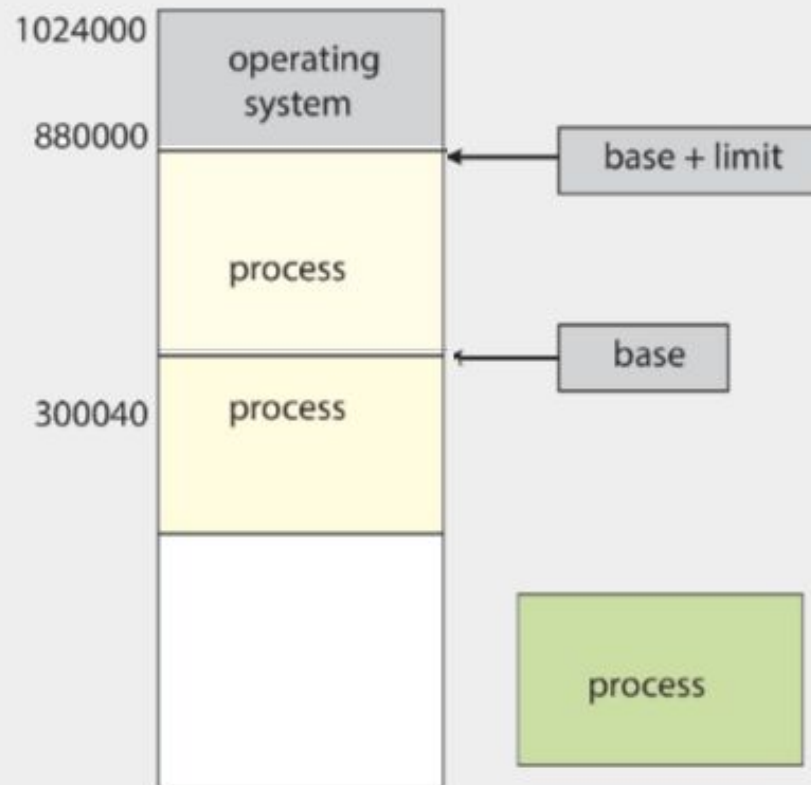 1024000
operating
system
880000
base + limit
process
base
300040
process
process